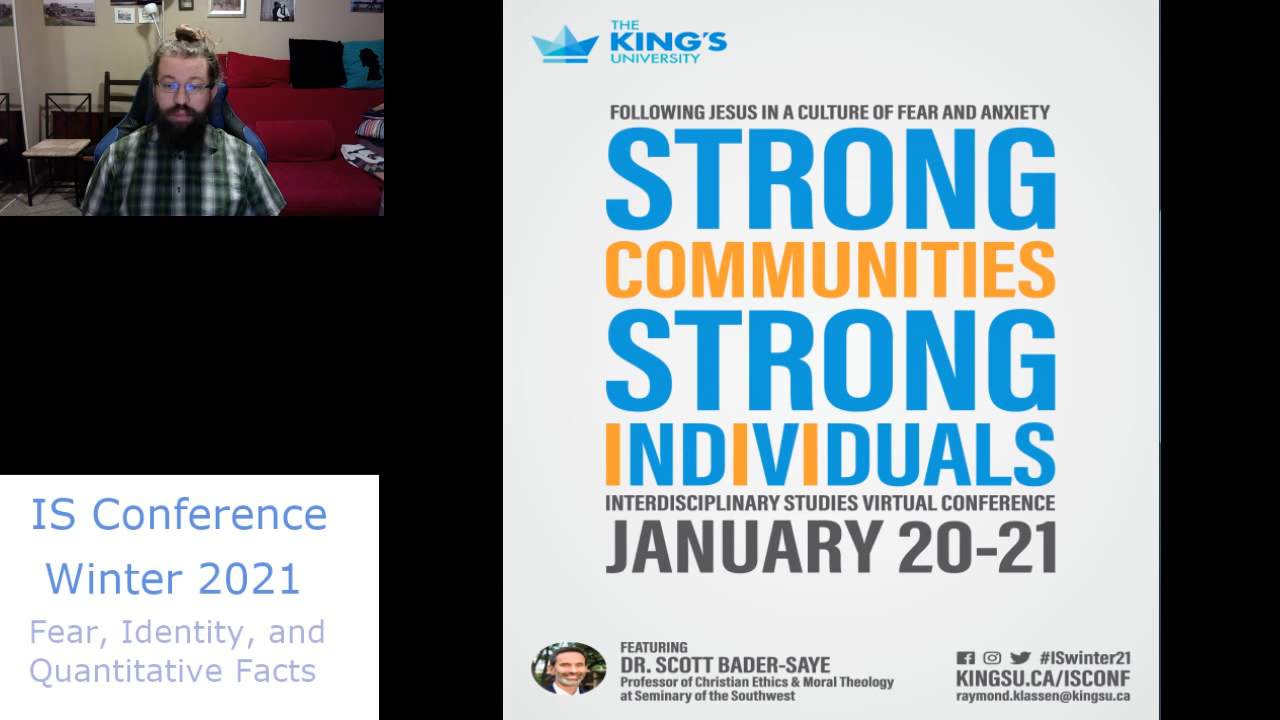 THE
KING'S
UNIVERSITY
FOLLOWING JESUS IN A CULTURE OF FEAR AND ANXIETY
STRONG
COMMUNITIES
STRONG
INDIVIDUALS
INTERDISCIPLINARY STUDIES VIRTUAL CONFERENCE
JANUARY 20-21
FEATURING
DR. SCOTT BADER-SAYE
Professor of Christian Ethics & Moral Theology
at Seminary of the Southwest
#ISwinter21
KINGSU.CA/ISCONF
raymond.klassen@kingsu.ca
IS Conference
Winter 2021
Fear, Identity, and
Quantitative Facts